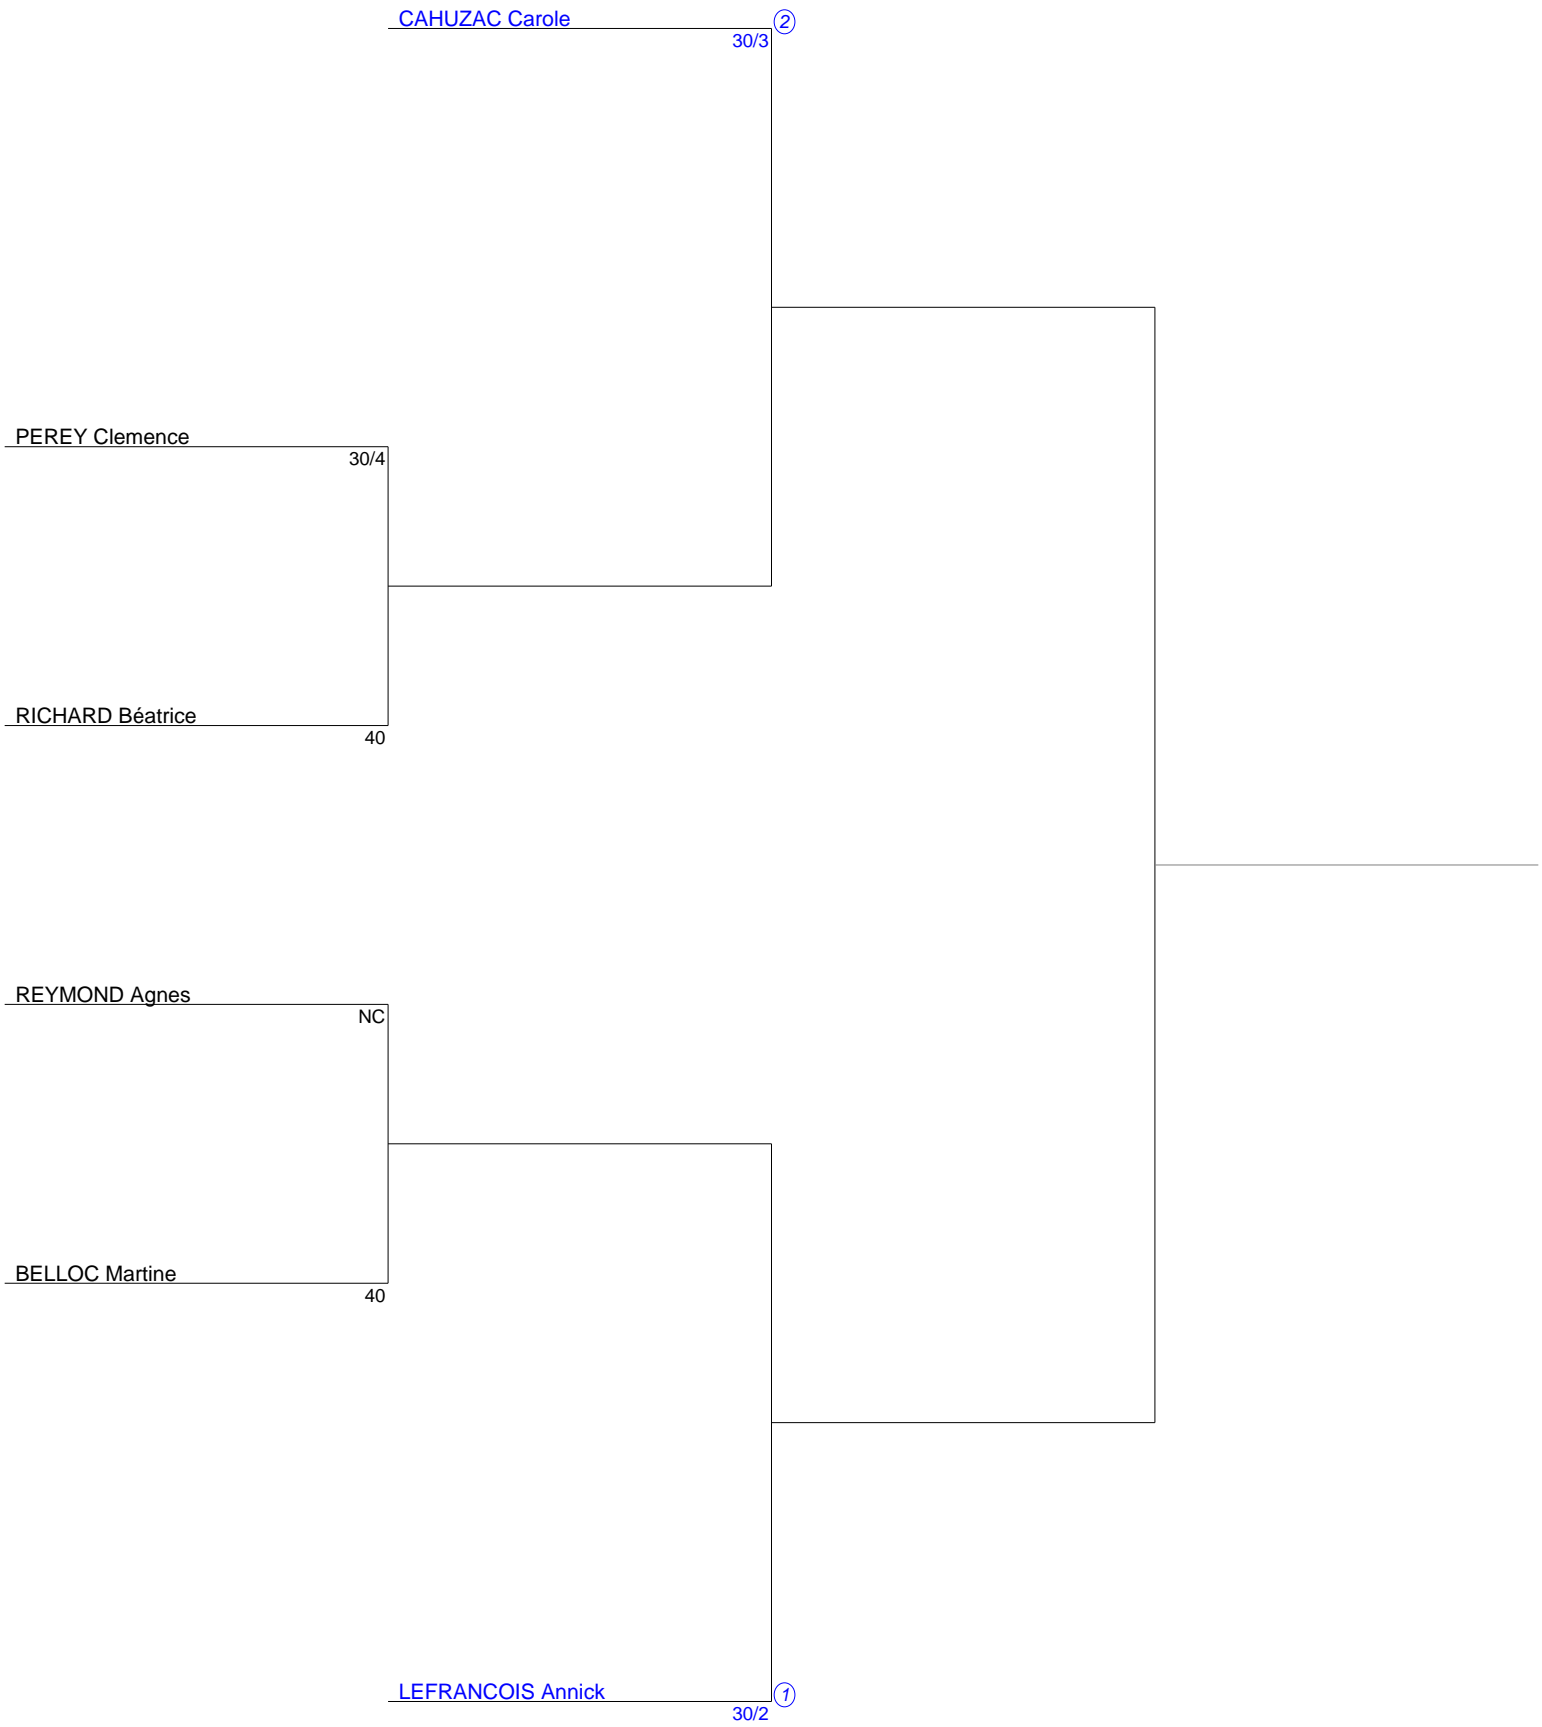 CAHUZAC Carole
2
30/3
PEREY Clemence
30/4
RICHARD Béatrice
40
REYMOND Agnes
NC
BELLOC Martine
40
LEFRANCOIS Annick
1
30/2